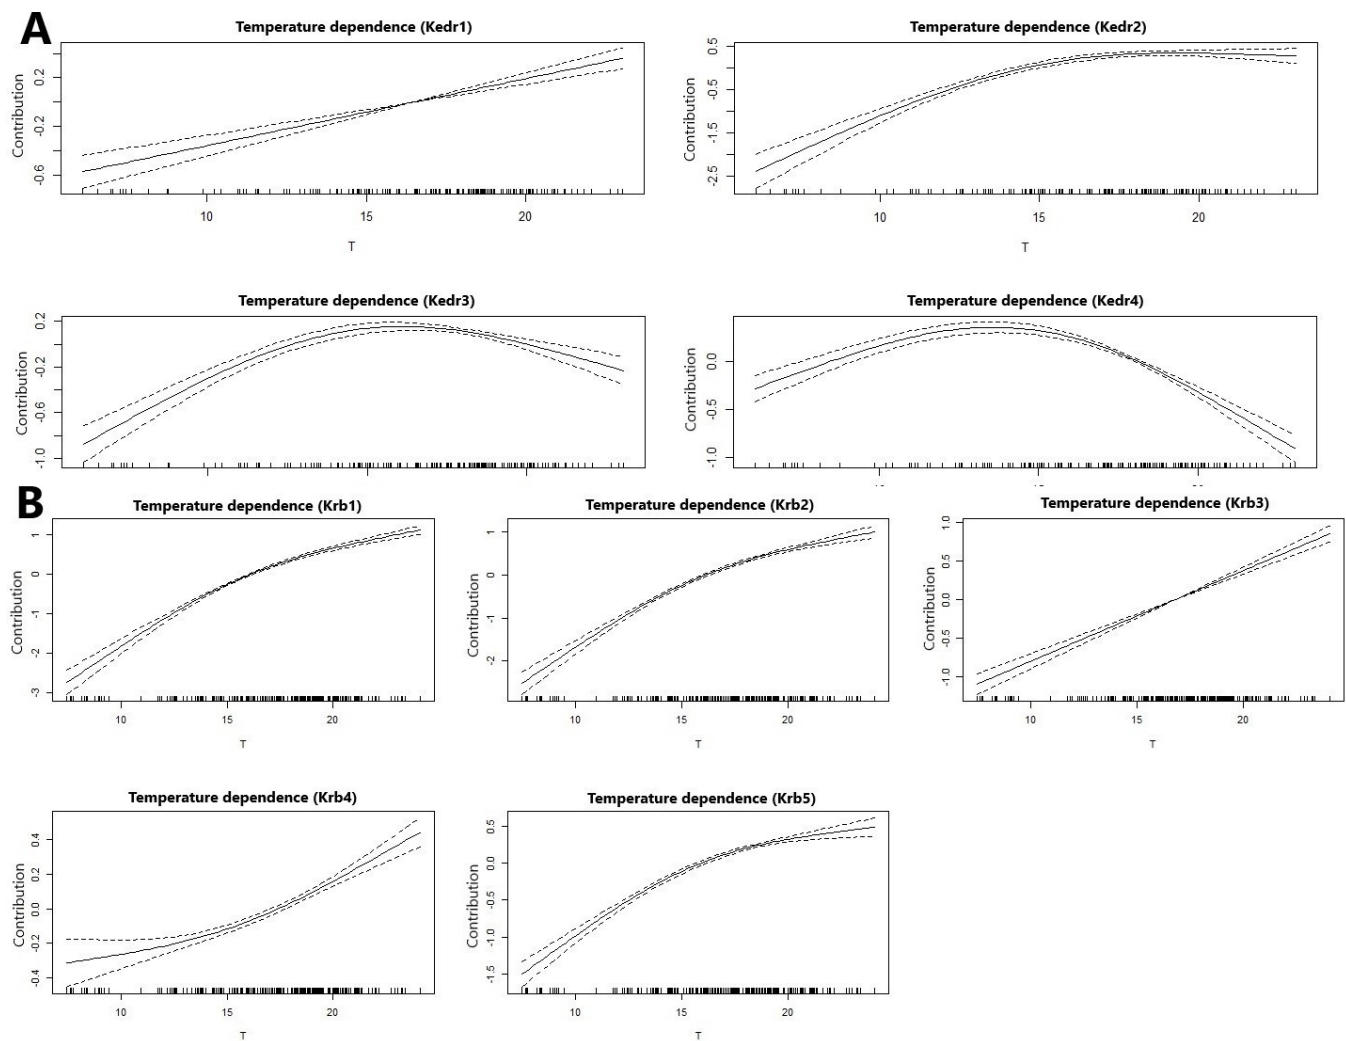 A
Temperature dependence (Kedr1)
Contribution
0.2
-0.2
-0.6
10 15 20
T
Temperature dependence (Kedr2)
Contribution
0.5
-0.5
-1.5
-2.5
10 15 20
T
Temperature dependence (Kedr3)
Contribution
0.2
-0.2
-0.6
-1.0
Temperature dependence (Kedr4)
Contribution
0.0
-0.5
-1.0
B
Temperature dependence (Krb1)
Contribution
1
0
-1
-2
-3
10 15 20
T
Temperature dependence (Krb2)
Contribution
1
0
-1
-2
10 15 20
T
Temperature dependence (Krb3)
Contribution
1.0
0.5
0.0
-0.5
-1.0
10 15 20
T
Temperature dependence (Krb4)
Contribution
0.4
0.2
0.0
-0.2
-0.4
10 15 20
T
Temperature dependence (Krb5)
Contribution
0.5
0.0
-0.5
-1.0
-1.5
10 15 20
T